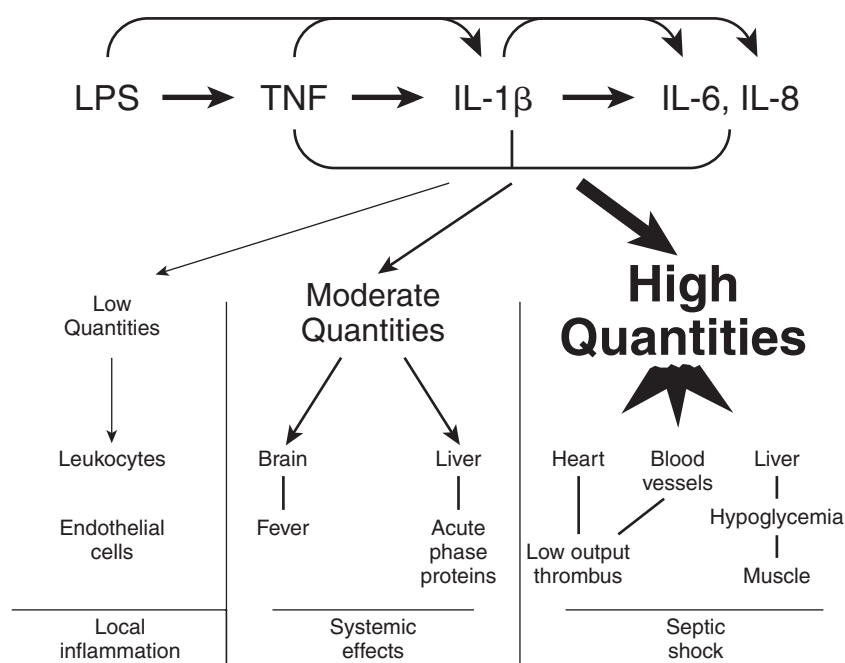 LPS TNF IL-1β IL-6, IL-8
Low
Quantities
Moderate
Quantities
High
Quantities
Leukocytes
Endothelial
cells
Brain
Fever
Liver
Acute
phase
proteins
Heart
Blood
vessels
Low output
thrombus
Liver
Hypoglycemia
Muscle
Local
inflammation
Systemic
effects
Septic
shock